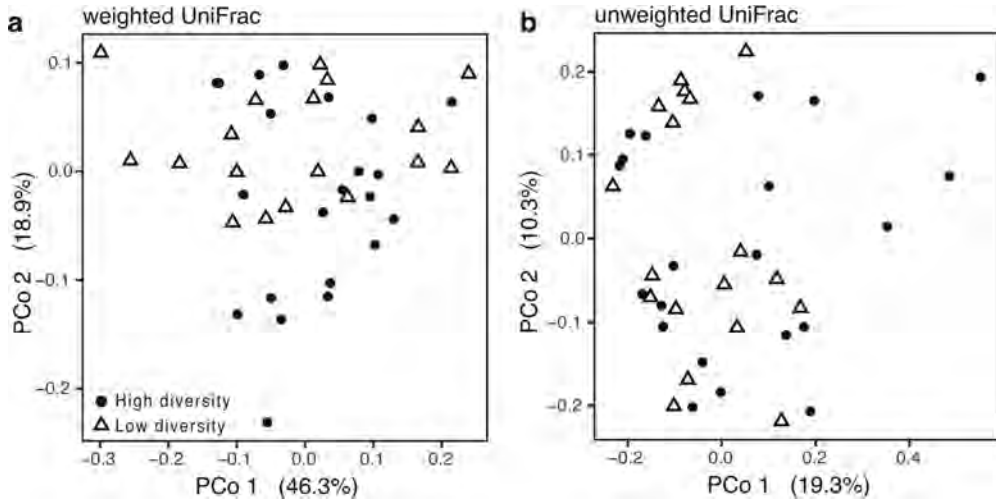 a weighted UniFrac
PCo 2 (18.9%)
0.1
0.0
−0.1
−0.2
High diversity
Low diversity
−0.3 −0.1 0.0 0.1 0.2
PCo 1 (46.3%)
b unweighted UniFrac
PCo 2 (10.3%)
0.2
0.1
0.0
−0.1
−0.2
−0.2 0.0 0.2 0.4
PCo 1 (19.3%)